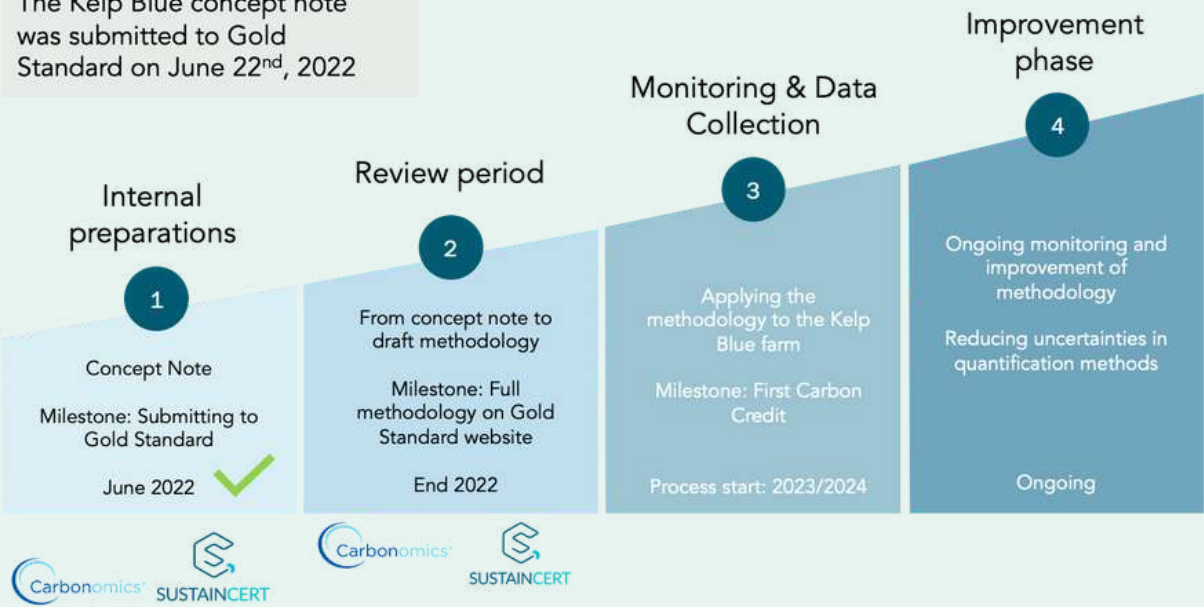 The Kelp Blue concept note
was submitted to Gold
Standard on June 22nd, 2022
Internal
preparations
1
Concept Note
Milestone: Submitting to
Gold Standard
June 2022
Review period
2
From concept note to
draft methodology
Milestone: Full
methodology on Gold
Standard website
End 2022
Monitoring & Data
Collection
3
Applying the
methodology to the Kelp
Blue farm
Milestone: First Carbon
Credit
Process start: 2023/2024
Improvement
phase
4
Ongoing monitoring and
improvement of
methodology
Reducing uncertainties in
quantification methods
Ongoing
Carbonomics
SUSTAINCERT
Carbonomics
SUSTAINCERT